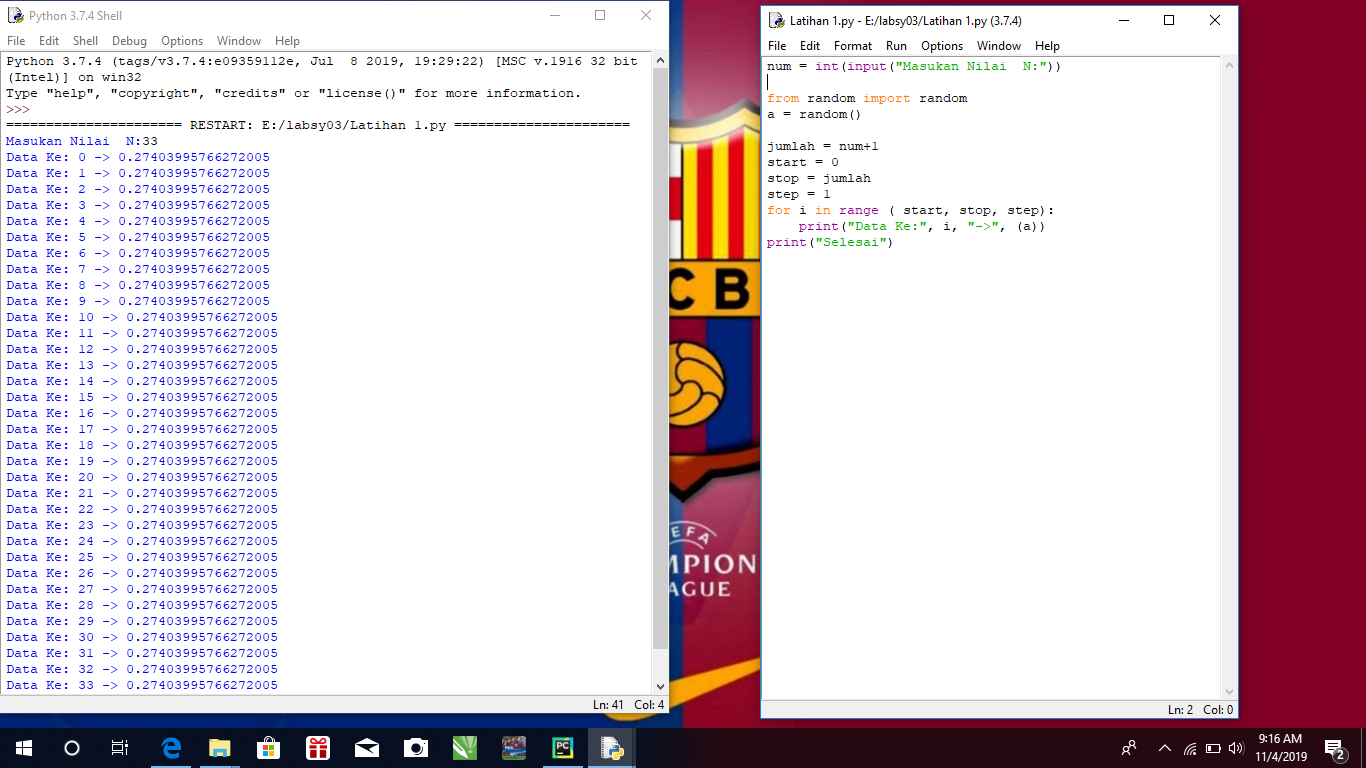 Python 3.7.4 Shell
File Edit Shell Debug Options Window Help
Python 3.7.4 (tags/v3.7.4:e09359112e, Jul  8 2019, 19:29:22) [MSC v.1916 32 bit
(Intel)] on win32
Type "help", "copyright", "credits" or "license()" for more information.
>>>
====================== RESTART: E:/labsy03/Latihan 1.py ======================
Masukan Nilai  N:33
Data Ke: 0 -> 0.27403995766272005
Data Ke: 1 -> 0.27403995766272005
Data Ke: 2 -> 0.27403995766272005
Data Ke: 3 -> 0.27403995766272005
Data Ke: 4 -> 0.27403995766272005
Data Ke: 5 -> 0.27403995766272005
Data Ke: 6 -> 0.27403995766272005
Data Ke: 7 -> 0.27403995766272005
Data Ke: 8 -> 0.27403995766272005
Data Ke: 9 -> 0.27403995766272005
Data Ke: 10 -> 0.27403995766272005
Data Ke: 11 -> 0.27403995766272005
Data Ke: 12 -> 0.27403995766272005
Data Ke: 13 -> 0.27403995766272005
Data Ke: 14 -> 0.27403995766272005
Data Ke: 15 -> 0.27403995766272005
Data Ke: 16 -> 0.27403995766272005
Data Ke: 17 -> 0.27403995766272005
Data Ke: 18 -> 0.27403995766272005
Data Ke: 19 -> 0.27403995766272005
Data Ke: 20 -> 0.27403995766272005
Data Ke: 21 -> 0.27403995766272005
Data Ke: 22 -> 0.27403995766272005
Data Ke: 23 -> 0.27403995766272005
Data Ke: 24 -> 0.27403995766272005
Data Ke: 25 -> 0.27403995766272005
Data Ke: 26 -> 0.27403995766272005
Data Ke: 27 -> 0.27403995766272005
Data Ke: 28 -> 0.27403995766272005
Data Ke: 29 -> 0.27403995766272005
Data Ke: 30 -> 0.27403995766272005
Data Ke: 31 -> 0.27403995766272005
Data Ke: 32 -> 0.27403995766272005
Data Ke: 33 -> 0.27403995766272005
Ln: 41 Col: 4
CB
EFA
MPION
AGUE
Latihan 1.py - E:/labsy03/Latihan 1.py (3.7.4)
File Edit Format Run Options Window Help
num = int(input("Masukan Nilai  N:"))
from random import random
a = random()
jumlah = num+1
start = 0
stop = jumlah
step = 1
for i in range ( start, stop, step):
    print("Data Ke:", i, "->", (a))
print("Selesai")
Ln: 2 Col: 0
PC
9:16 AM
11/4/2019
2